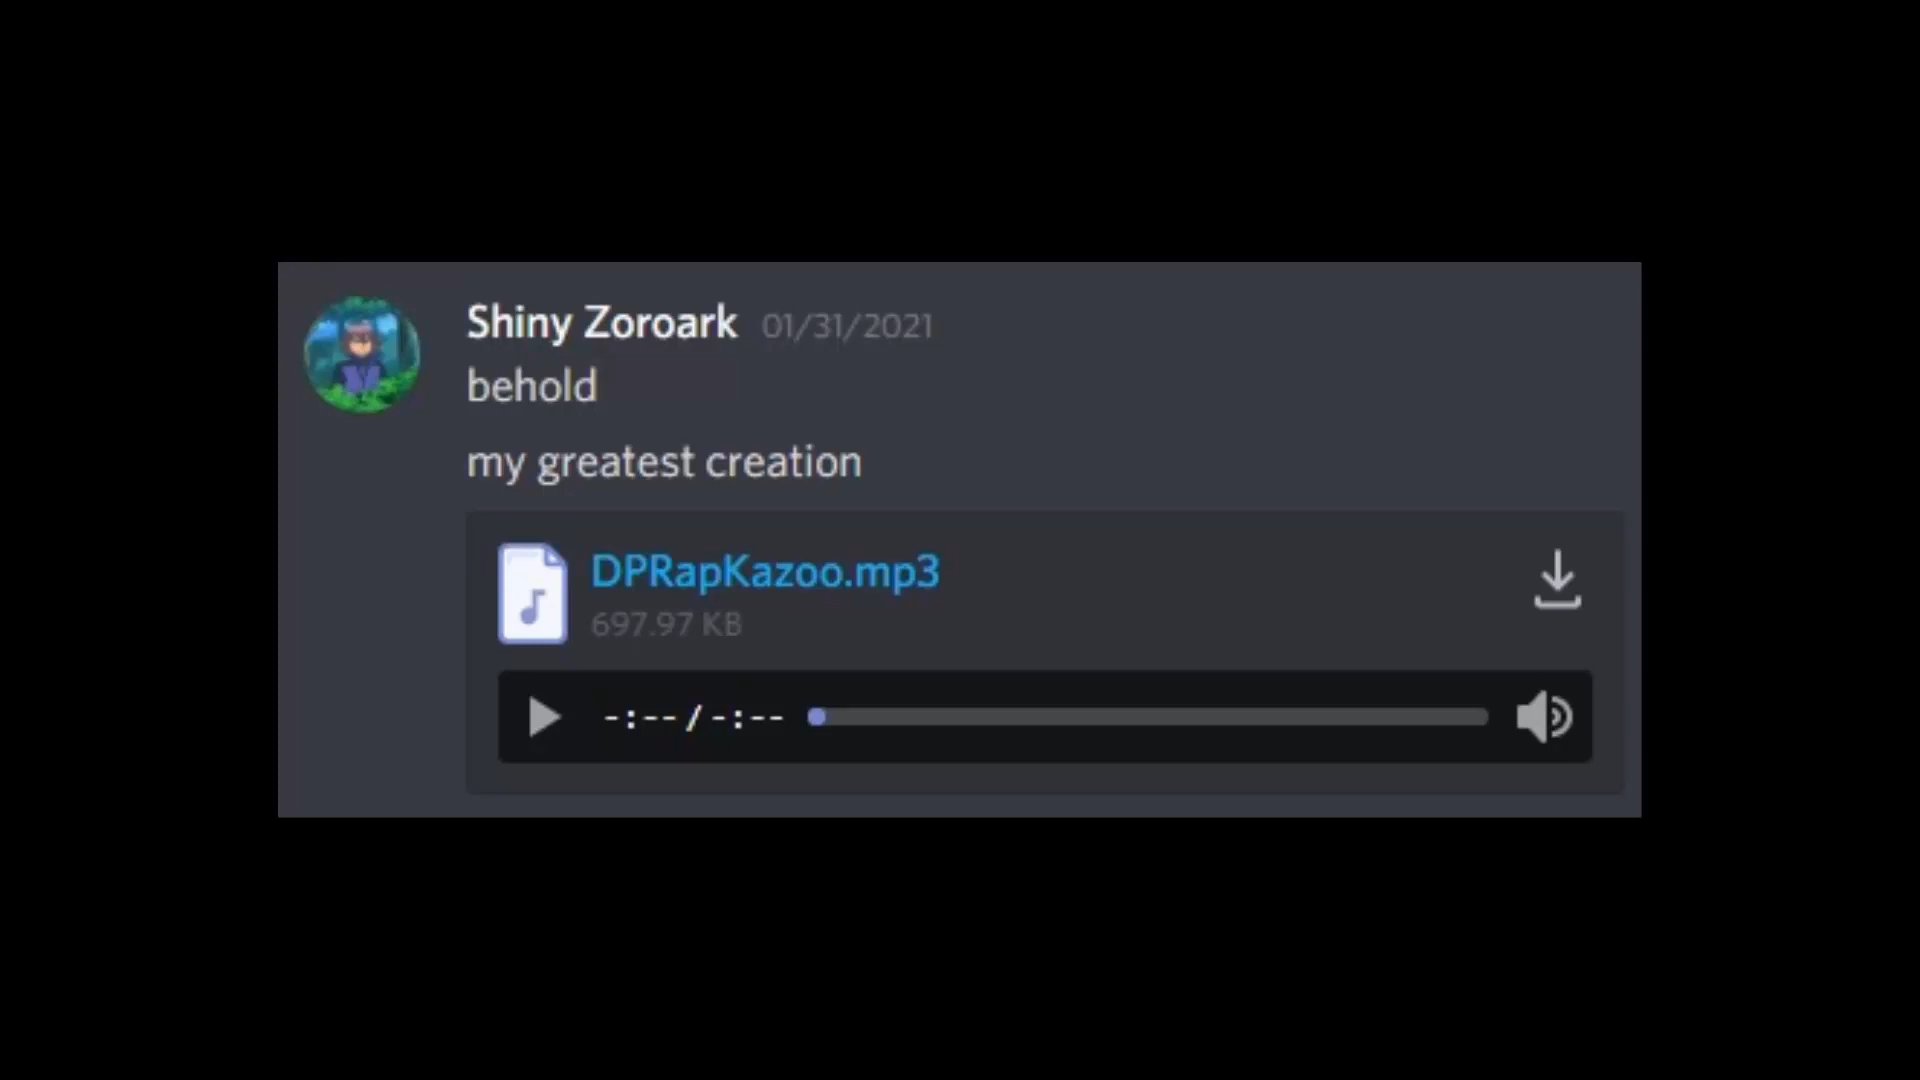 Shiny Zoroark 01/31/2021
behold
my greatest creation
DPRapKazoo.mp3
697.97 KB
-:--/-:--